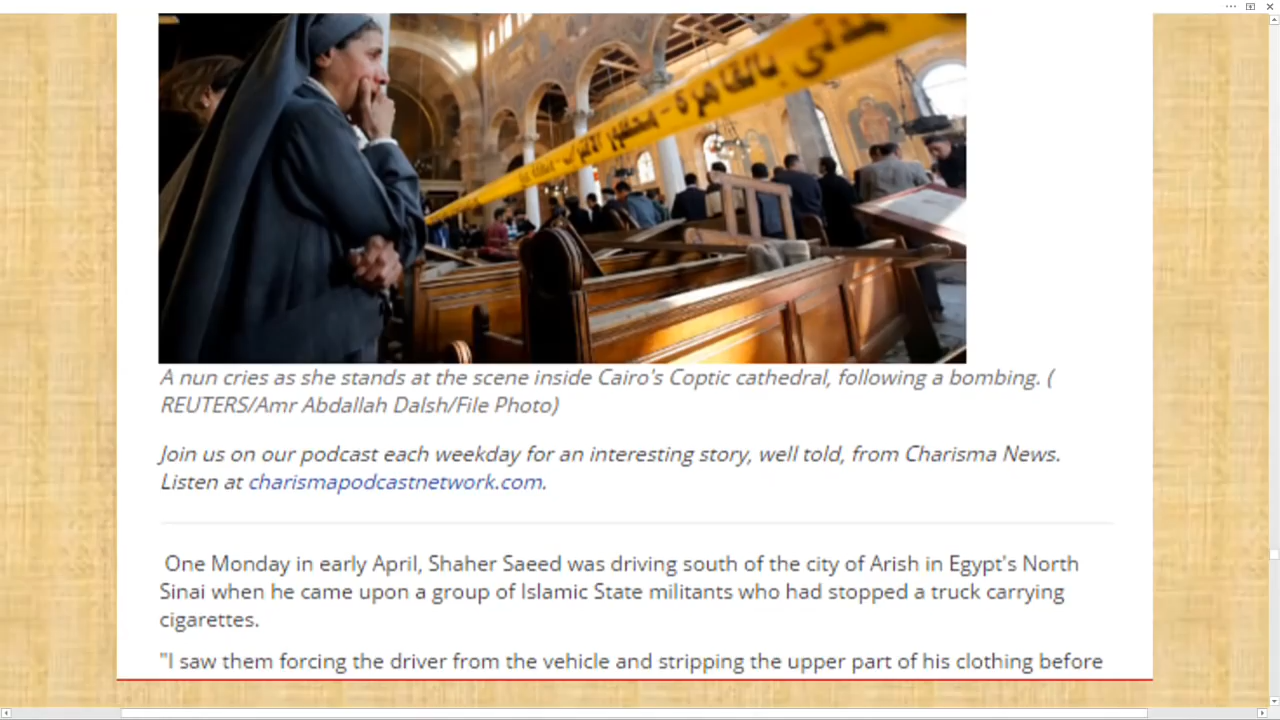 محظور الاقتراب
A nun cries as she stands at the scene inside Cairo's Coptic cathedral, following a bombing. (
REUTERS/Amr Abdallah Dalsh/File Photo)
Join us on our podcast each weekday for an interesting story, well told, from Charisma News.
Listen at charismapodcastnetwork.com.
One Monday in early April, Shaher Saeed was driving south of the city of Arish in Egypt's North
Sinai when he came upon a group of Islamic State militants who had stopped a truck carrying
cigarettes.
"I saw them forcing the driver from the vehicle and stripping the upper part of his clothing before